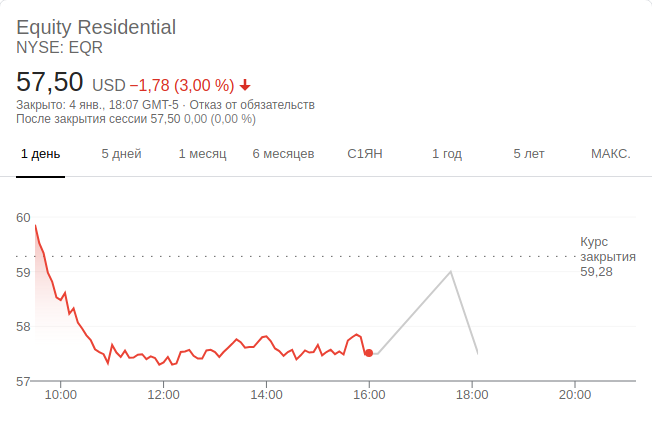 Equity Residential
NYSE: EQR
57,50 USD −1,78 (3,00 %)
Закрыто: 4 янв., 18:07 GMT-5 · Отказ от обязательств
После закрытия сессии 57,50 0,00 (0,00 %)
1 день 5 дней 1 месяц 6 месяцев С1ЯН 1 год 5 лет МАКС.
60
Курс
закрытия
59,28
59
58
57
10:00 12:00 14:00 16:00 18:00 20:00